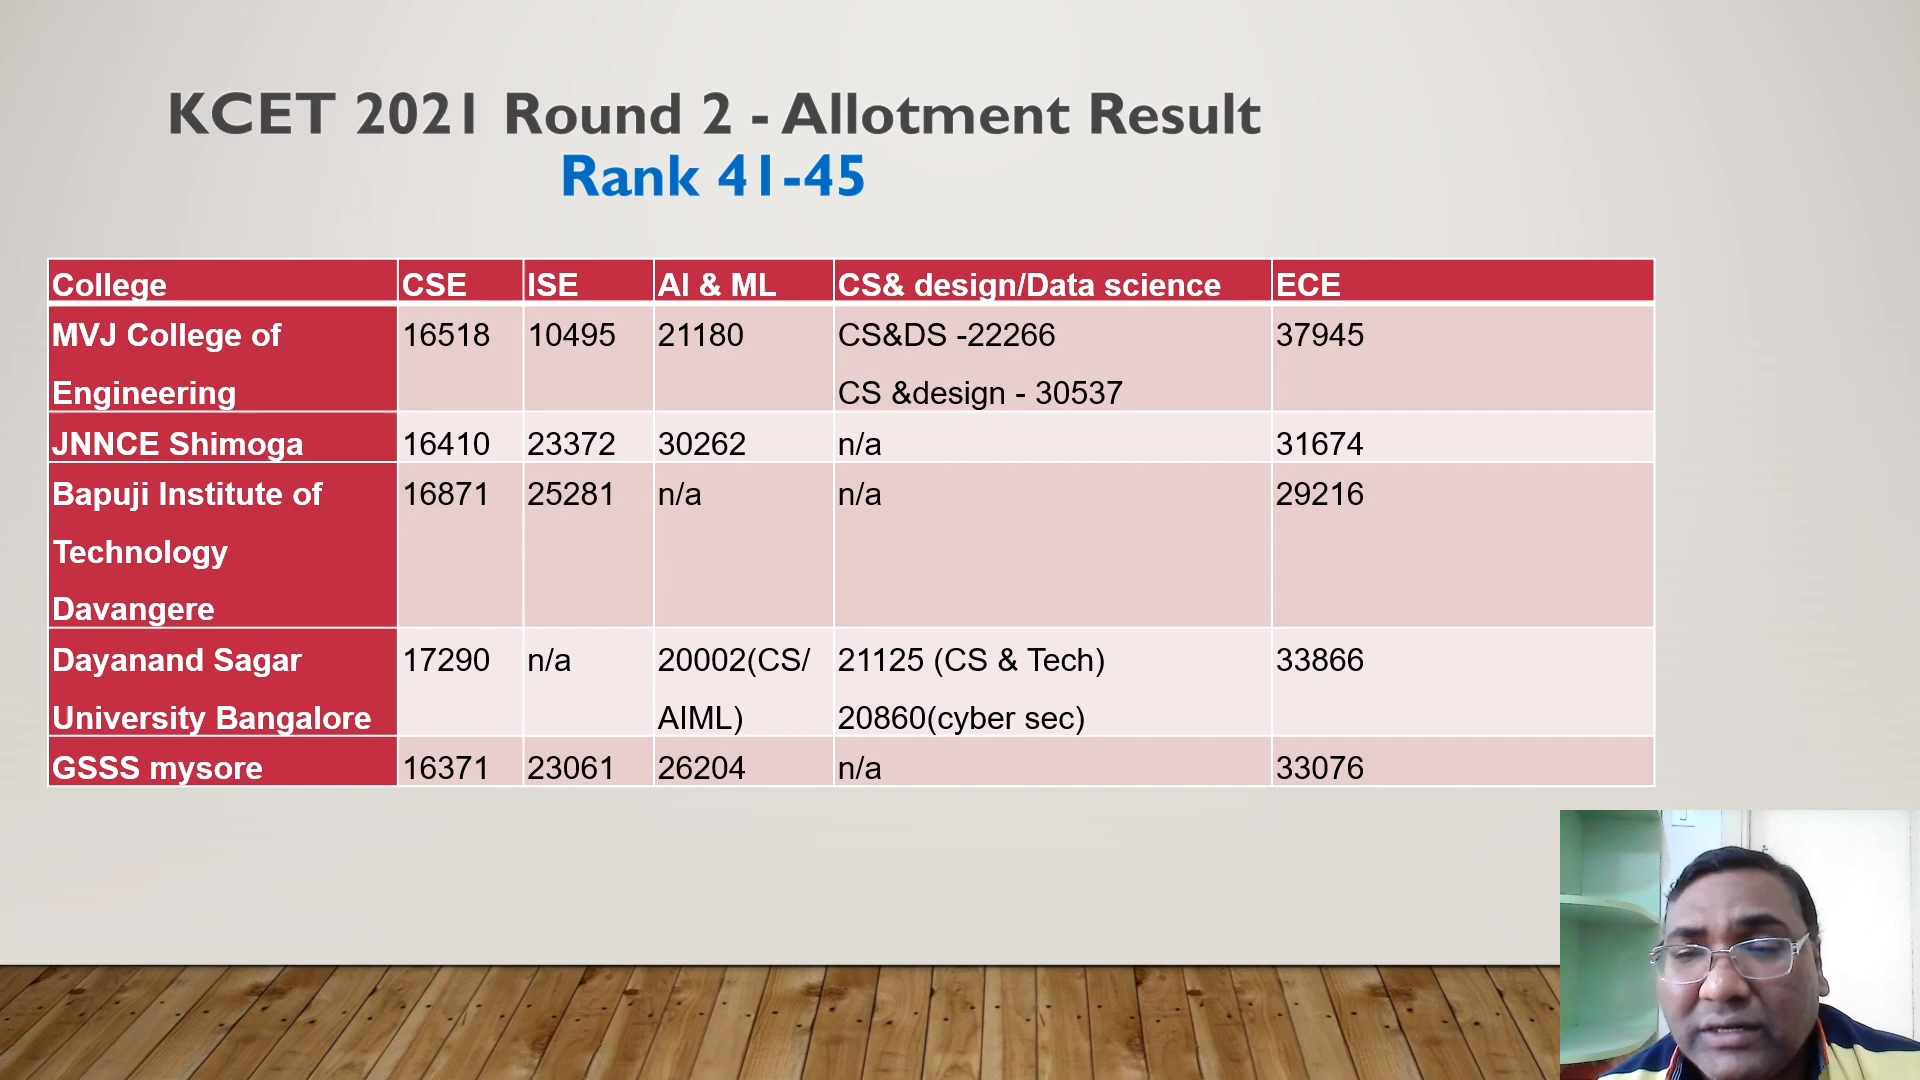 KCET 2021 Round 2 - Allotment Result
Rank 41-45
College CSE ISE AI & ML CS& design/Data science ECE
MVJ College of 16518 10495 21180 CS&DS -22266 37945
Engineering CS &design - 30537
JNNCE Shimoga 16410 23372 30262 n/a 31674
Bapuji Institute of 16871 25281 n/a n/a 29216
Technology
Davangere
Dayanand Sagar 17290 n/a 20002(CS/ 21125 (CS & Tech) 33866
University Bangalore AIML) 20860(cyber sec)
GSSS mysore 16371 23061 26204 n/a 33076